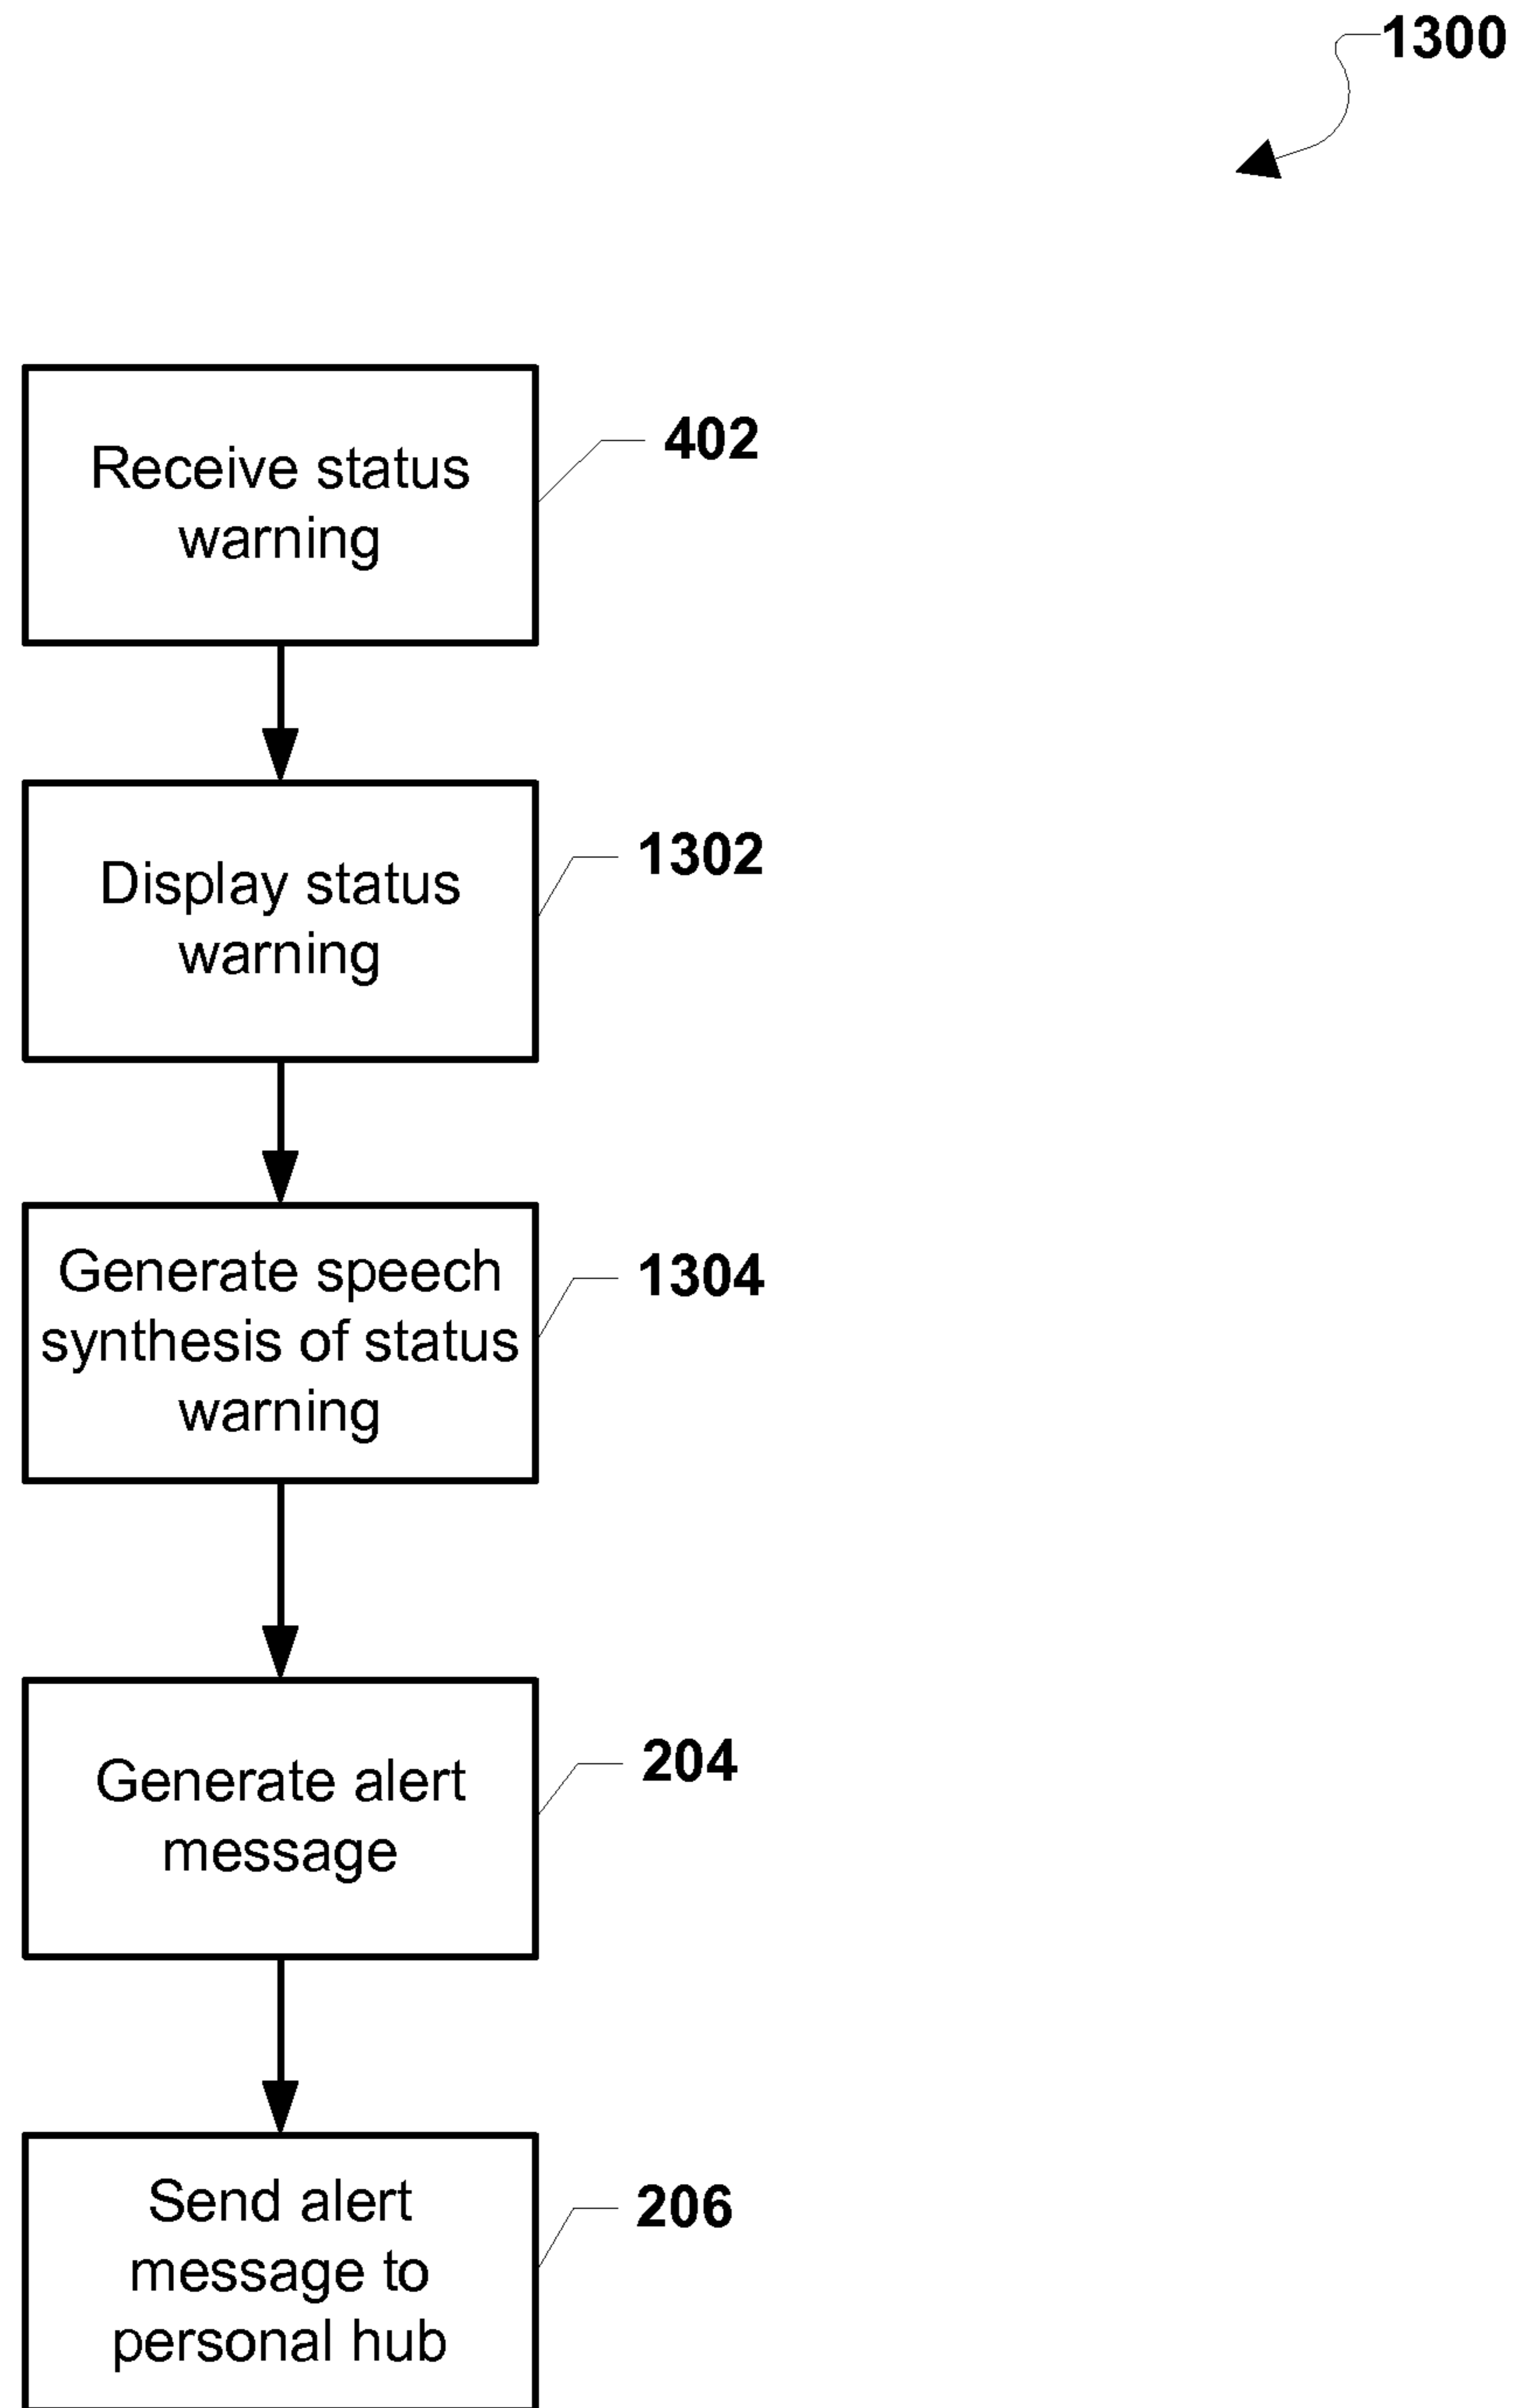 1300
Receive status
warning
402
Display status
warning
1302
Generate speech
synthesis of status
warning
1304
Generate alert
message
204
Send alert
message to
personal hub
206